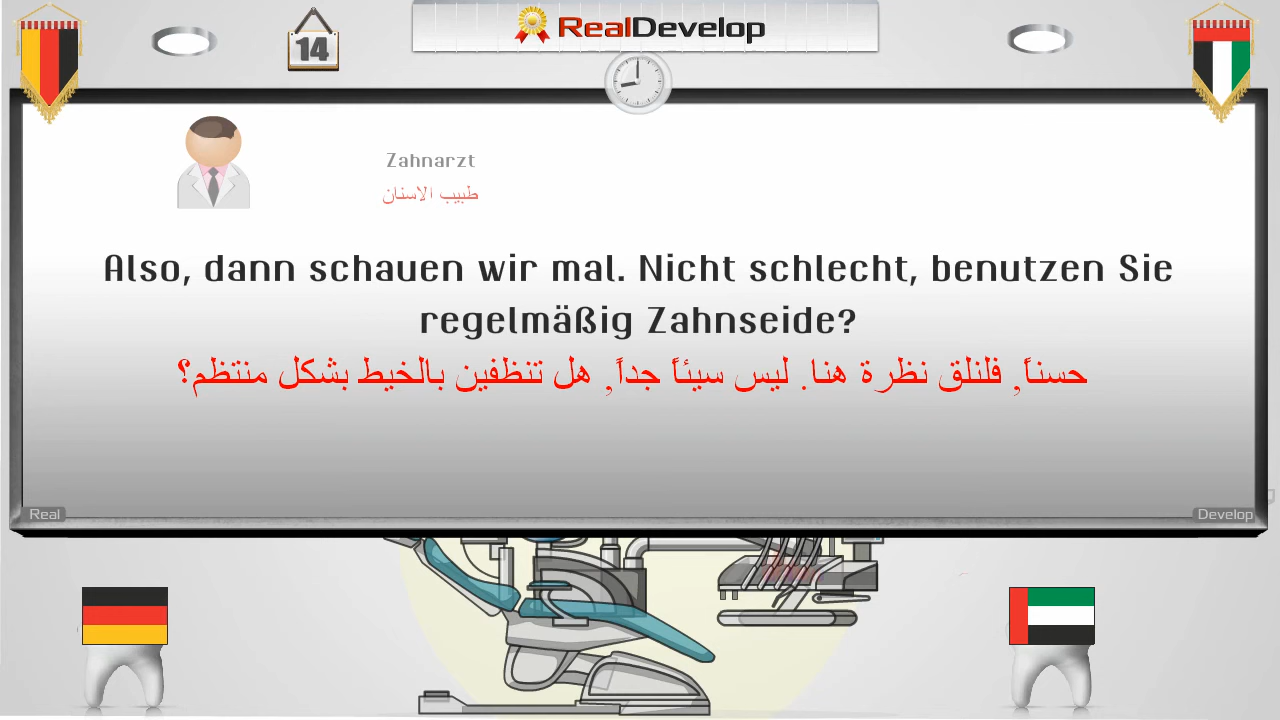 14
RealDevelop
Zahnarzt
طبيب الاسنان
Also, dann schauen wir mal. Nicht schlecht, benutzen Sie
regelmäßig Zahnseide?
حسناً, فلنلق نظرة هنا. ليس سيئاً جداً, هل تنظفين بالخيط بشكل منتظم؟
Real
Develop